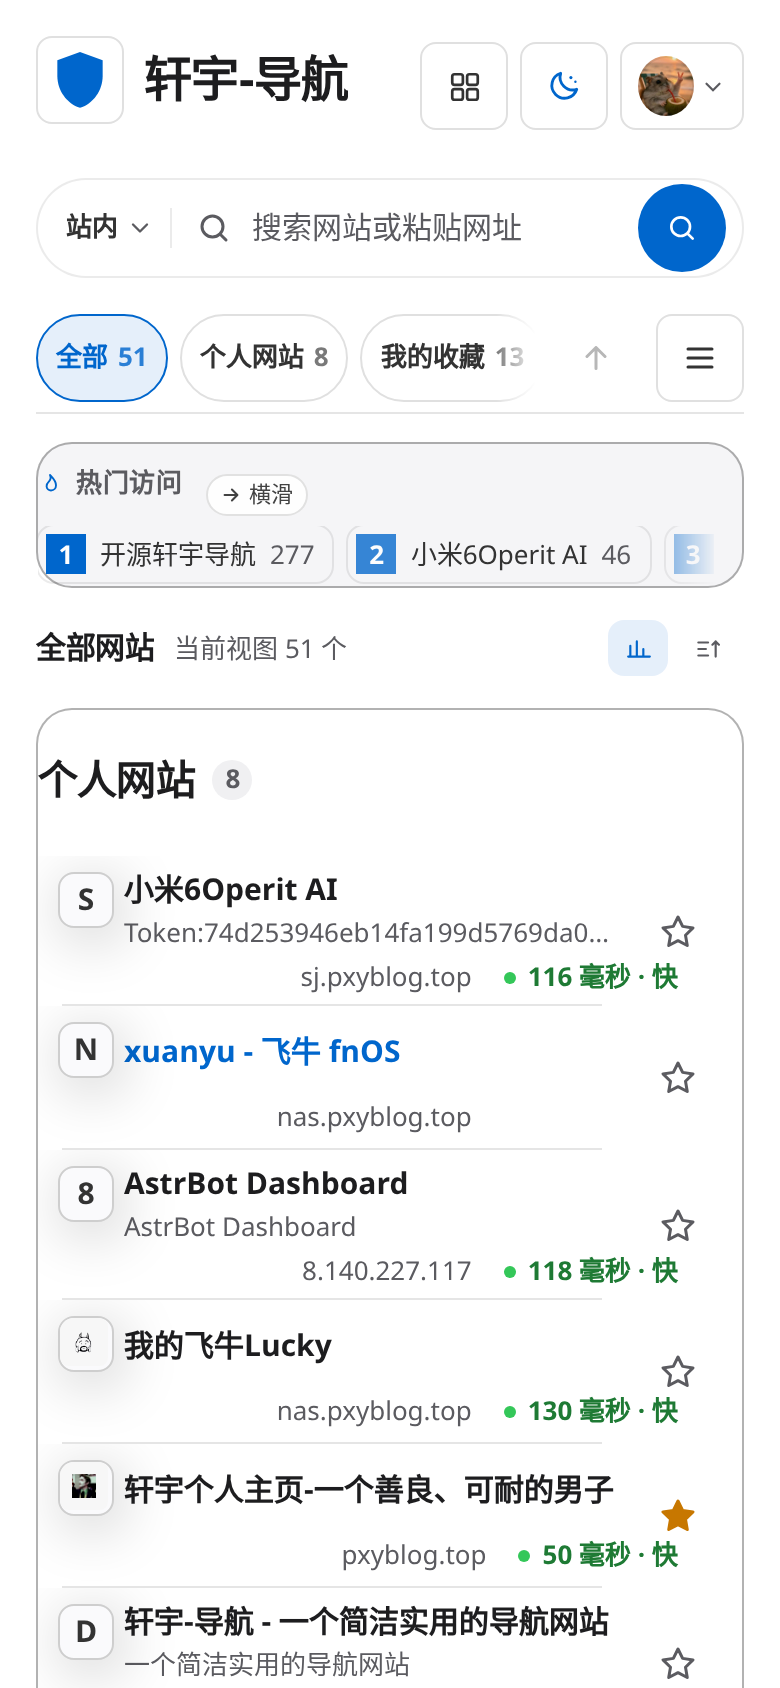 轩宇-导航
站内 搜索网站或粘贴网址
全部 51 个人网站 8 我的收藏 13
热门访问 → 横滑
1 开源轩宇导航 277 2 小米6Operit AI 46 3
全部网站 当前视图 51 个
个人网站 8
S 小米6Operit AI
Token:74d253946eb14fa199d5769da0...
sj.pxyblog.top 116 毫秒 · 快
N xuanyu - 飞牛 fnOS
nas.pxyblog.top
8 AstrBot Dashboard
AstrBot Dashboard
8.140.227.117 118 毫秒 · 快
我的飞牛Lucky
nas.pxyblog.top 130 毫秒 · 快
轩宇个人主页-一个善良、可耐的男子
pxyblog.top 50 毫秒 · 快
D 轩宇-导航 - 一个简洁实用的导航网站
一个简洁实用的导航网站